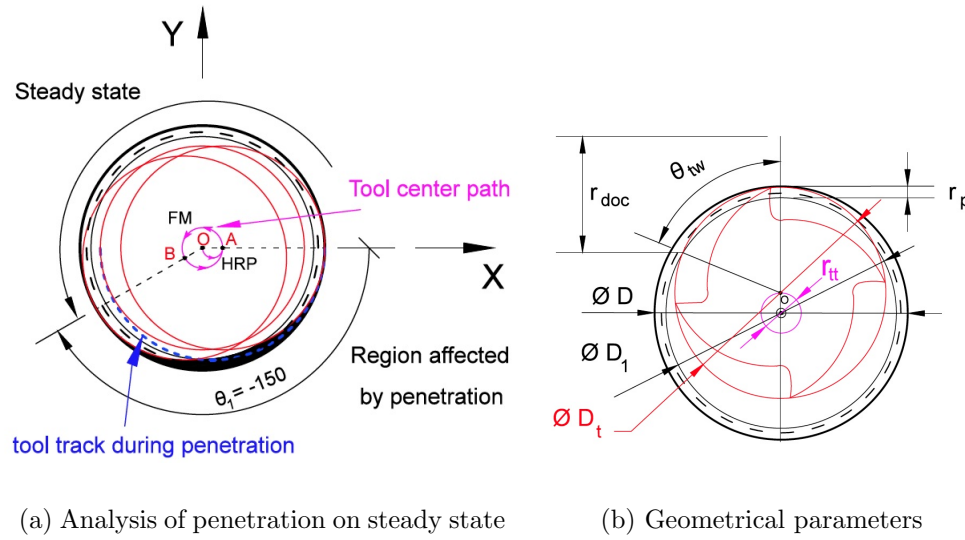 Y
Steady state
Tool center path
FM
O
A
B
HRP
X
Region affected
by penetration
θ₁ = -150
tool track during penetration
θ tw
r doc
r p
r tt
O
Ø D
Ø D₁
Ø D t
(a) Analysis of penetration on steady state
(b) Geometrical parameters